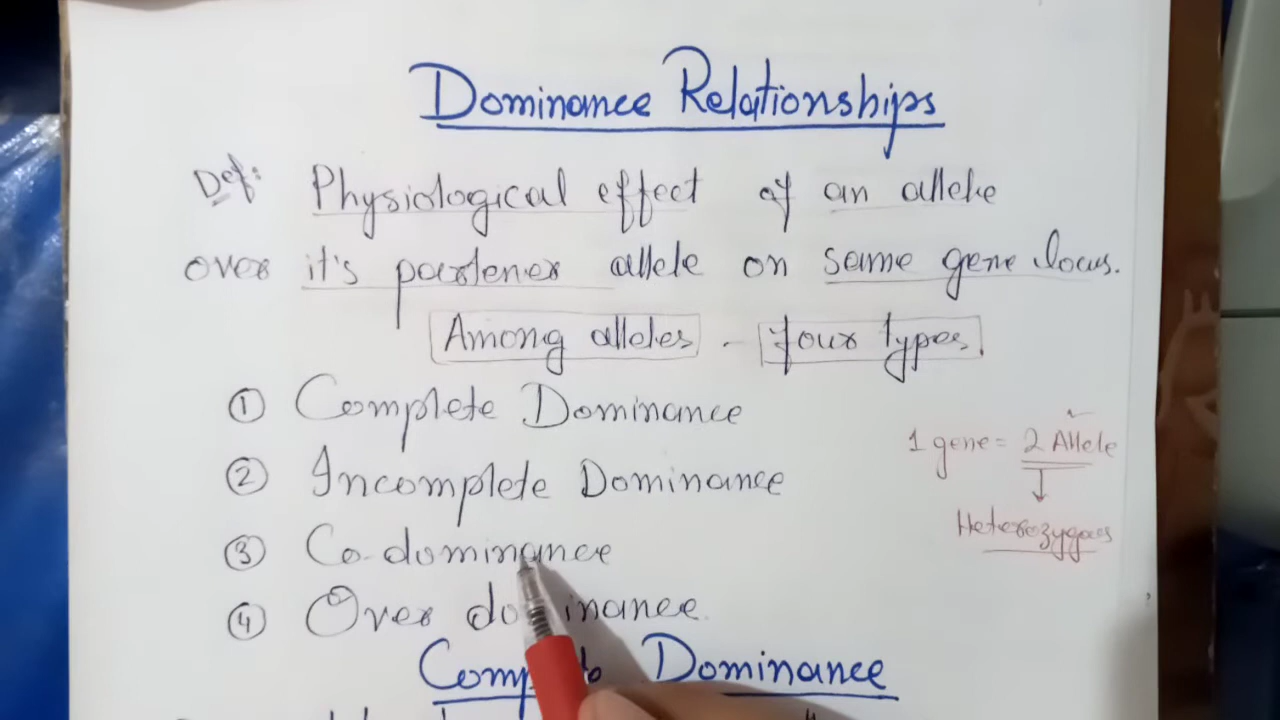 Dominance Relationships
Def: Physiological effect of an allele
over it's partener allele on same gene locus.
Among alleles - four types.
① Complete Dominance
② Incomplete Dominance
1 gene = 2 Allele
Heterozygous
③ Co-dominance
④ Over dominance.
Dominance